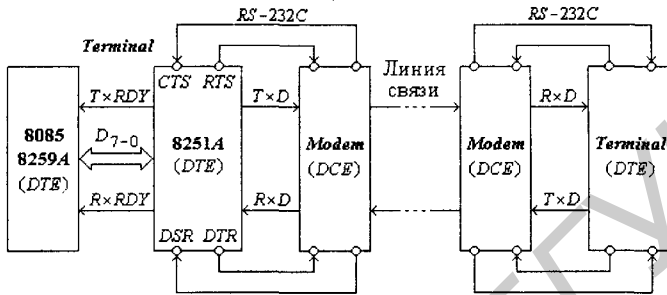 RS-232C
RS-232C
Terminal
CTS RTS
T×RDY
T×D
Линия
связи
R×D
8085
8259A
(DTE)
D7-0
8251A
(DTE)
Modem
(DCE)
Modem
(DCE)
Terminal
(DTE)
R×RDY
R×D
T×D
DSR DTR